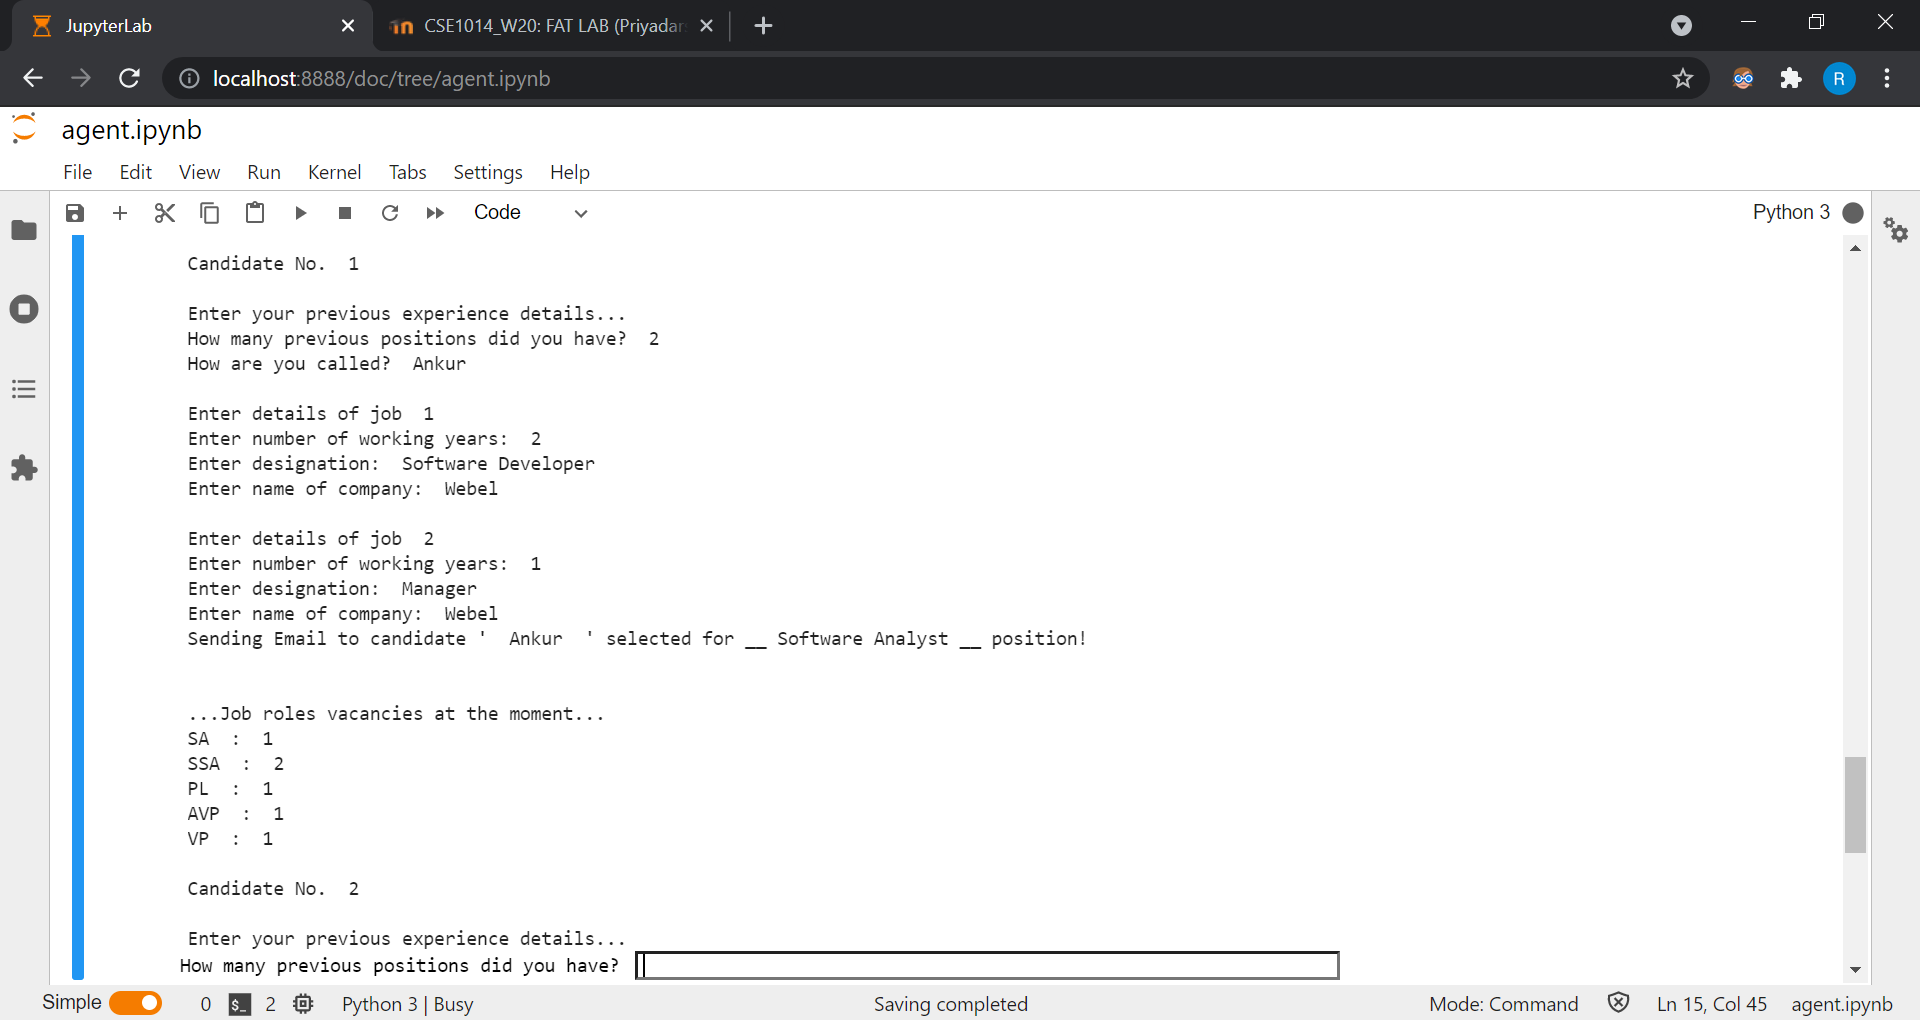 JupyterLab
CSE1014_W20: FAT LAB (Priyadar
localhost:8888/doc/tree/agent.ipynb
R
agent.ipynb
File Edit View Run Kernel Tabs Settings Help
Code
Python 3
Candidate No.  1
Enter your previous experience details...
How many previous positions did you have?  2
How are you called?  Ankur
Enter details of job  1
Enter number of working years:  2
Enter designation:  Software Developer
Enter name of company:  Webel
Enter details of job  2
Enter number of working years:  1
Enter designation:  Manager
Enter name of company:  Webel
Sending Email to candidate '  Ankur  ' selected for __ Software Analyst __ position!
...Job roles vacancies at the moment...
SA  :  1
SSA  :  2
PL  :  1
AVP  :  1
VP  :  1
Candidate No.  2
Enter your previous experience details...
How many previous positions did you have?
Simple 0 $_ 2 Python 3 | Busy Saving completed Mode: Command Ln 15, Col 45 agent.ipynb